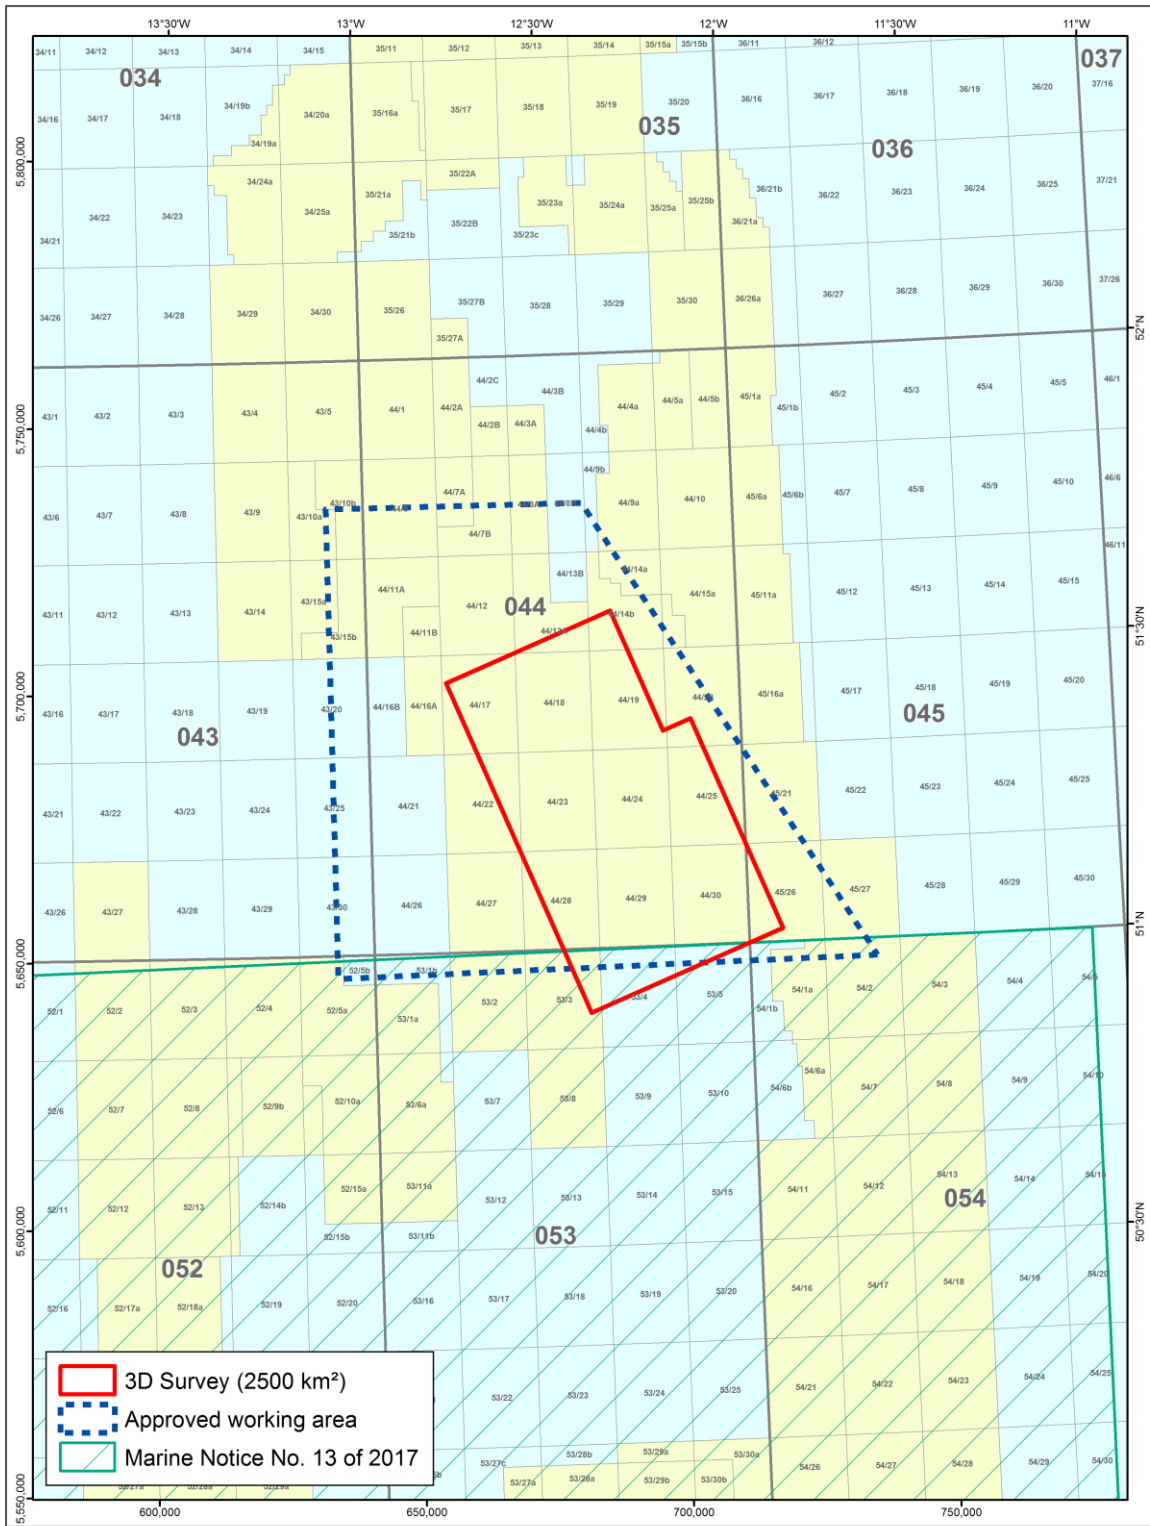 13°30'W 13°W 12°30'W 12°W 11°30'W 11°W
34/11 34/12 34/13 34/14 34/15 35/11 35/12 35/13 35/14 35/15a 35/15b 36/11 36/12
034 035 036 037
34/16 34/17 34/18 34/19b 34/19a 34/20a 35/16a 35/17 35/18 35/19 35/20 36/16 36/17 36/18 36/19 36/20 37/16
5,800,000
34/21 34/22 34/23 34/24a 34/25a 35/21a 35/21b 35/22A 35/22B 35/23a 35/23c 35/24a 35/25a 35/25b 36/21b 36/21a 36/22 36/23 36/24 36/25 37/21
34/26 34/27 34/28 34/29 34/30 35/26 35/27B 35/27A 35/28 35/29 35/30 36/26a 36/27 36/28 36/29 36/30 37/26
52°N
43/1 43/2 43/3 43/4 43/5 44/1 44/2A 44/2C 44/2B 44/3A 44/3B 44/4b 44/4a 44/5a 44/5b 45/1a 45/1b 45/2 45/3 45/4 45/5 46/1
5,750,000
43/6 43/7 43/8 43/9 43/10a 43/10b 44/7A 44/7B 44/9b 44/9a 44/10 45/6a 45/6b 45/7 45/8 45/9 45/10 46/6
43/11 43/12 43/13 43/14 43/15a 43/15b 44/11A 44/11B 44/12 44/13B 44/14a 44/14b 44/15a 45/11a 45/12 45/13 45/14 45/15 46/11
044
51°30'N
5,700,000
43/16 43/17 43/18 43/19 43/20 44/16B 44/16A 44/17 44/18 44/19 45/16a 45/17 45/18 45/19 45/20
043 045
43/21 43/22 43/23 43/24 43/25 44/21 44/22 44/23 44/24 44/25 45/21 45/22 45/23 45/24 45/25
43/26 43/27 43/28 43/29 43/30 44/26 44/27 44/28 44/29 44/30 45/26 45/27 45/28 45/29 45/30
51°N
5,650,000
52/1 52/2 52/3 52/4 52/5b 52/5a 53/1b 53/1a 53/2 53/3 53/4 53/5 54/1b 54/1a 54/2 54/3 54/4 54/5
52/6 52/7 52/8 52/9b 52/10a 53/6a 53/7 53/8 53/9 53/10 54/6b 54/6a 54/7 54/8 54/9 54/10
52/11 52/12 52/13 52/14b 52/15a 52/15b 53/11a 53/11b 53/12 53/13 53/14 53/15 54/11 54/12 54/13 54/14 54/15
052 053 054
50°30'N
5,600,000
52/16 52/17a 52/18a 52/19 52/20 53/16 53/17 53/18 53/19 53/20 54/16 54/17 54/18 54/19 54/20
53/22 53/23 53/24 53/25 54/21 54/22 54/23 54/24 54/25
53/27c 53/27a 53/28b 53/28a 53/29a 53/29b 53/30a 53/30b 54/26 54/27 54/28 54/29 54/30
3D Survey (2500 km²)
Approved working area
Marine Notice No. 13 of 2017
52/27a 52/28a 52/29a
5,550,000
600,000 650,000 700,000 750,000